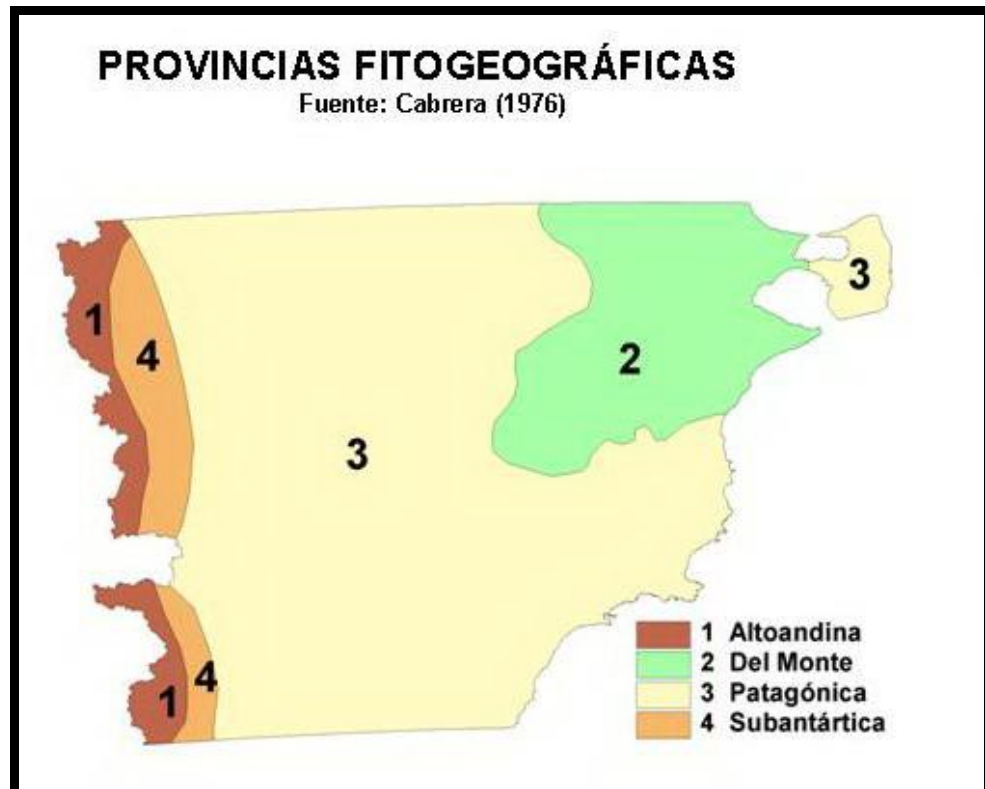 PROVINCIAS FITOGEOGRÁFICAS
Fuente: Cabrera (1976)
1
4
3
2
3
1
4
1 Altoandina
2 Del Monte
3 Patagónica
4 Subantártica